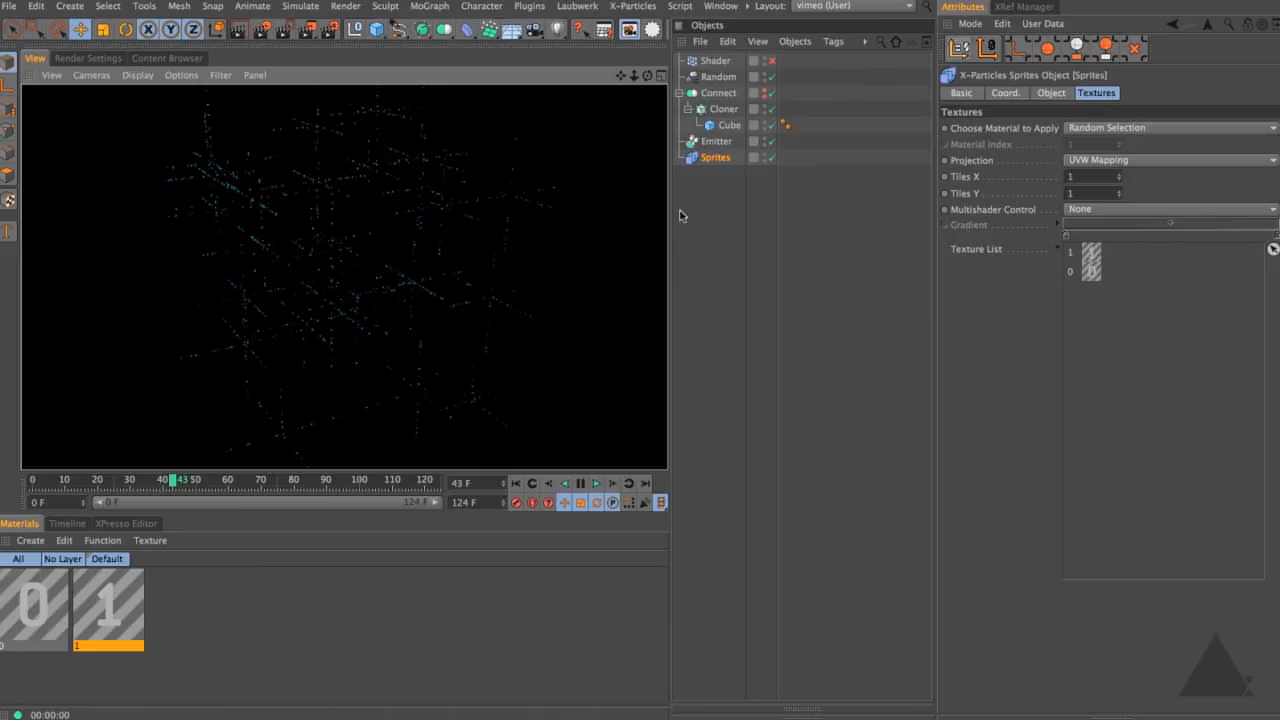 File Edit Create Select Tools Mesh Snap Animate Simulate Render Sculpt MoGraph Character Plugins Laubwerk X-Particles Script Window Layout: vimeo (User)
View Render Settings Content Browser
View Cameras Display Options Filter Panel
0 10 20 30 40 43 50 60 70 80 90 100 110 120 43 F
0 F 0 F 124 F 124 F
Materials Timeline XPresso Editor
Create Edit Function Texture
All No Layer Default
0 1
0 1
00:00:00
Objects
File Edit View Objects Tags
Shader
Random
Connect
Cloner
Cube
Emitter
Sprites
Attributes XRef Manager
Mode Edit User Data
X-Particles Sprites Object [Sprites]
Basic Coord. Object Textures
Textures
Choose Material to Apply Random Selection
Material Index 1
Projection UVW Mapping
Tiles X 1
Tiles Y 1
Multishader Control None
Gradient
Texture List 1
0